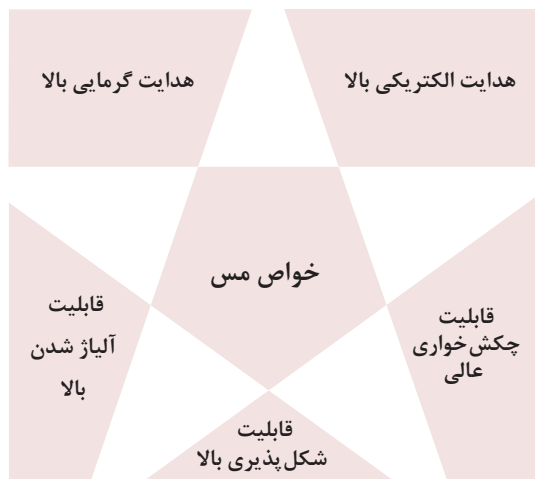 هدایت الکتریکی بالا
هدایت گرمایی بالا
خواص مس
قابلیت
چکش‌خواری
عالی
قابلیت
آلیاژ شدن
بالا
قابلیت
شکل‌پذیری بالا